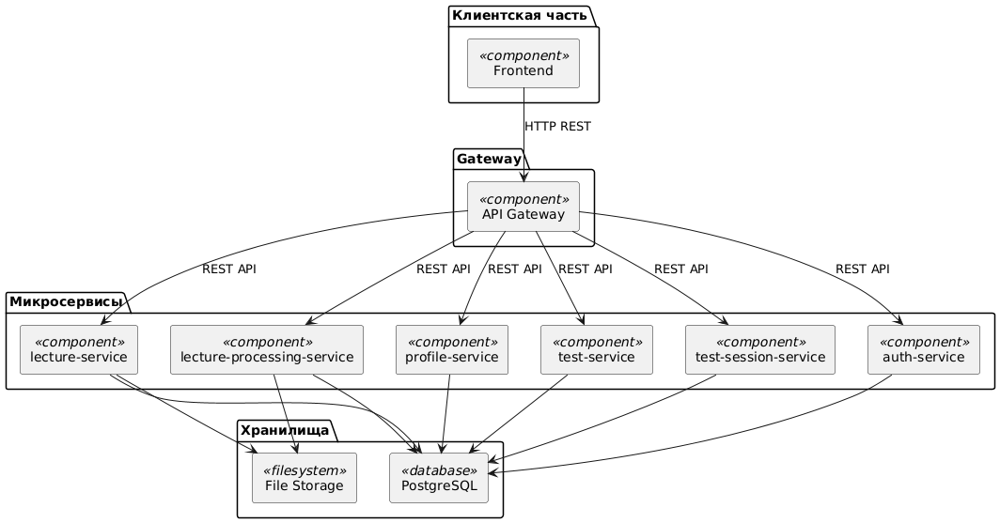 Клиентская часть
«component»
Frontend
HTTP REST
Gateway
«component»
API Gateway
REST API
REST API
REST API
REST API
REST API
REST API
Микросервисы
«component»
lecture-service
«component»
lecture-processing-service
«component»
profile-service
«component»
test-service
«component»
test-session-service
«component»
auth-service
Хранилища
«filesystem»
File Storage
«database»
PostgreSQL